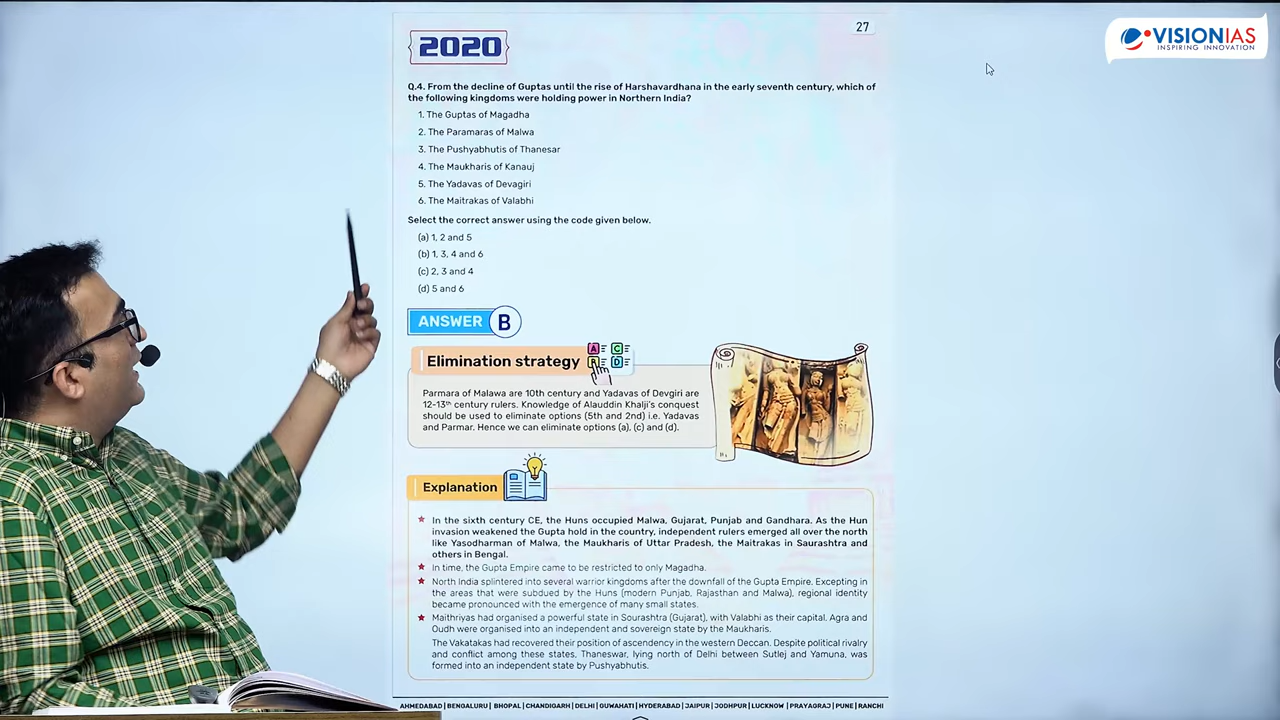 27
VISIONIAS
INSPIRING INNOVATION
2020
Q.4. From the decline of Guptas until the rise of Harshavardhana in the early seventh century, which of
the following kingdoms were holding power in Northern India?
1. The Guptas of Magadha
2. The Paramaras of Malwa
3. The Pushyabhutis of Thanesar
4. The Maukharis of Kanauj
5. The Yadavas of Devagiri
6. The Maitrakas of Valabhi
Select the correct answer using the code given below.
(a) 1, 2 and 5
(b) 1, 3, 4 and 6
(c) 2, 3 and 4
(d) 5 and 6
ANSWER B
Elimination strategy
A C
B D
Parmara of Malawa are 10th century and Yadavas of Devgiri are
12-13th century rulers. Knowledge of Alauddin Khalji's conquest
should be used to eliminate options (5th and 2nd) i.e. Yadavas
and Parmar. Hence we can eliminate options (a), (c) and (d).
Explanation
In the sixth century CE, the Huns occupied Malwa, Gujarat, Punjab and Gandhara. As the Hun
invasion weakened the Gupta hold in the country, independent rulers emerged all over the north
like Yasodharman of Malwa, the Maukharis of Uttar Pradesh, the Maitrakas in Saurashtra and
others in Bengal.
In time, the Gupta Empire came to be restricted to only Magadha.
North India splintered into several warrior kingdoms after the downfall of the Gupta Empire. Excepting in
the areas that were subdued by the Huns (modern Punjab, Rajasthan and Malwa), regional identity
became pronounced with the emergence of many small states.
Maithriyas had organised a powerful state in Sourashtra (Gujarat), with Valabhi as their capital. Agra and
Oudh were organised into an independent and sovereign state by the Maukharis.
The Vakatakas had recovered their position of ascendency in the western Deccan. Despite political rivalry
and conflict among these states, Thaneswar, lying north of Delhi between Sutlej and Yamuna, was
formed into an independent state by Pushyabhutis.
AHMEDABAD | BENGALURU | BHOPAL | CHANDIGARH | DELHI | GUWAHATI | HYDERABAD | JAIPUR | JODHPUR | LUCKNOW | PRAYAGRAJ | PUNE | RANCHI